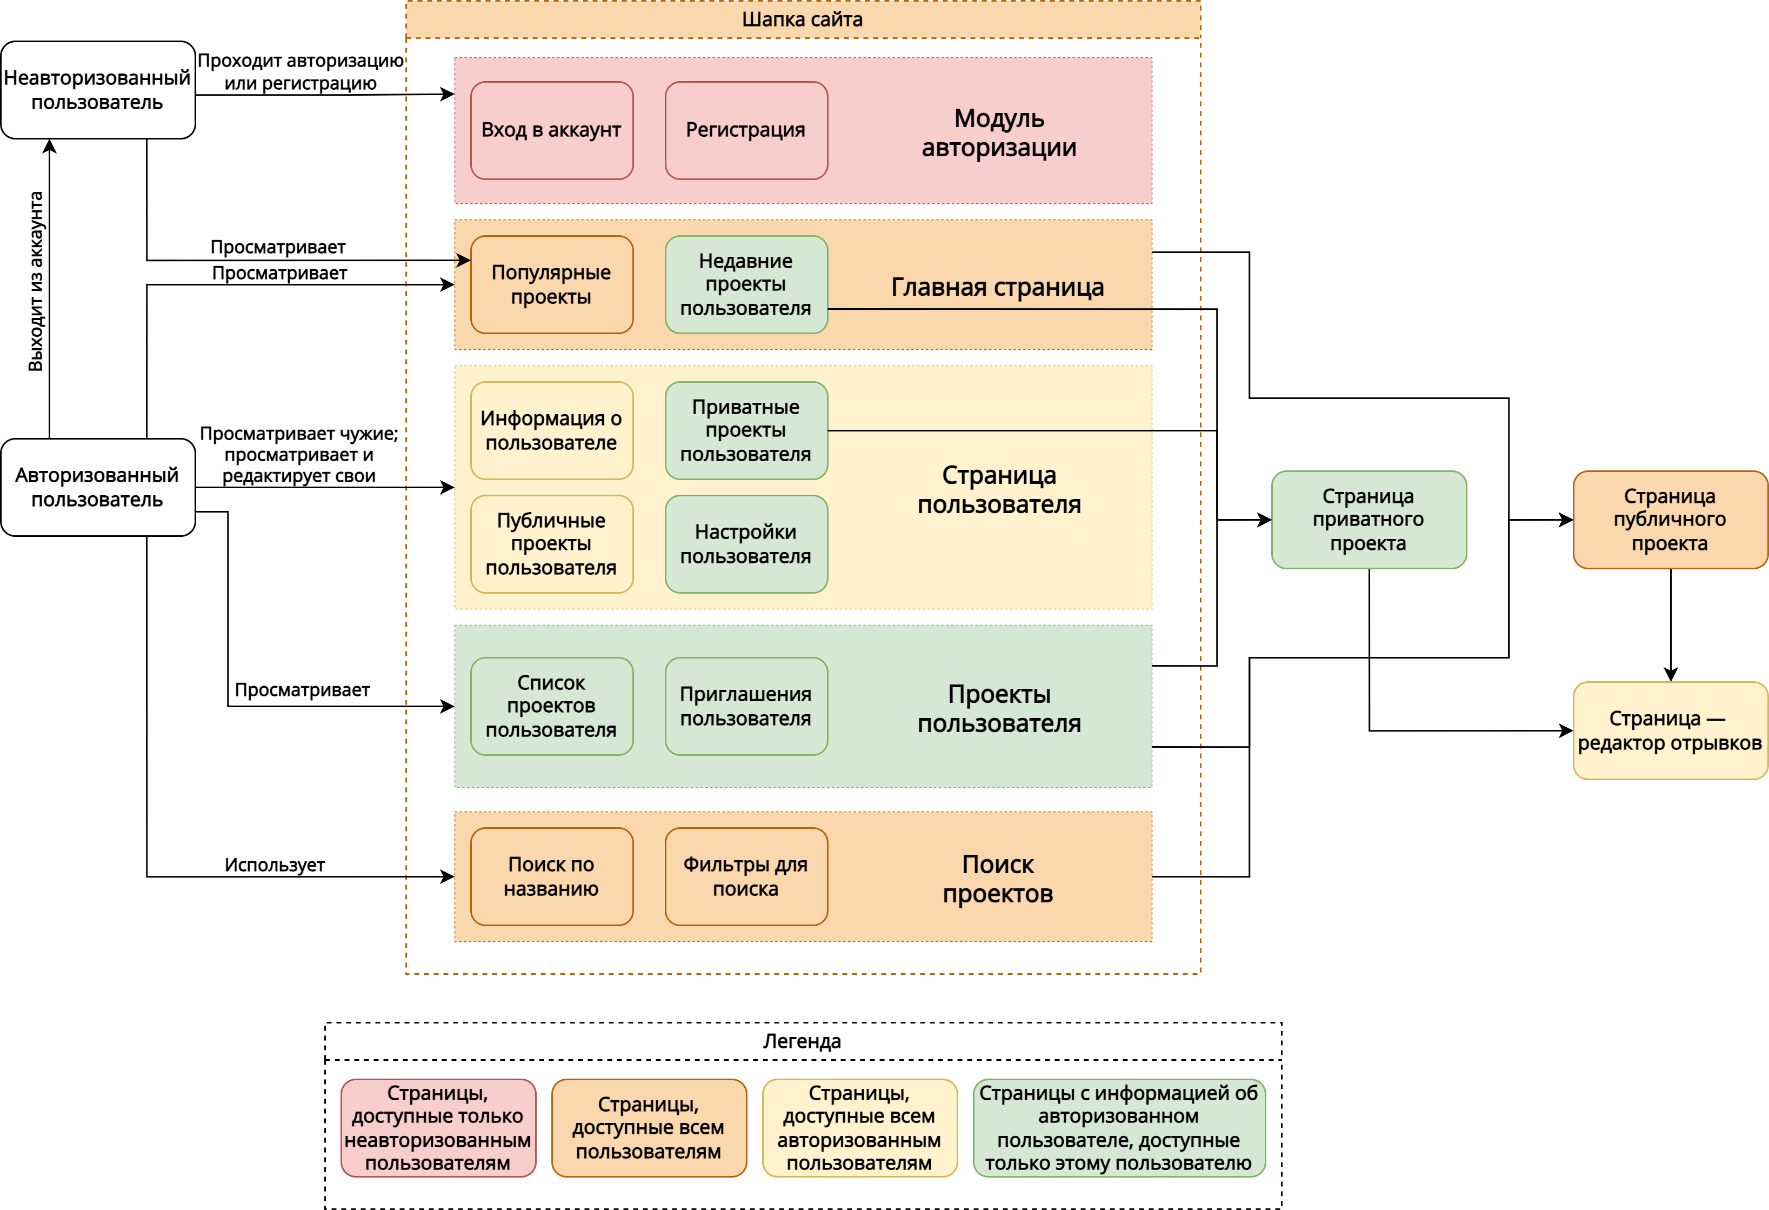 Шапка сайта
Неавторизованный
пользователь
Проходит авторизацию
или регистрацию
Вход в аккаунт
Регистрация
Модуль
авторизации
Выходит из аккаунта
Просматривает
Просматривает
Популярные
проекты
Недавние
проекты
пользователя
Главная страница
Авторизованный
пользователь
Просматривает чужие;
просматривает и
редактирует свои
Информация о
пользователе
Приватные
проекты
пользователя
Публичные
проекты
пользователя
Настройки
пользователя
Страница
пользователя
Страница
приватного
проекта
Страница
публичного
проекта
Просматривает
Список
проектов
пользователя
Приглашения
пользователя
Проекты
пользователя
Страница —
редактор отрывков
Использует
Поиск по
названию
Фильтры для
поиска
Поиск
проектов
Легенда
Страницы,
доступные только
неавторизованным
пользователям
Страницы,
доступные всем
пользователям
Страницы,
доступные всем
авторизованным
пользователям
Страницы с информацией об
авторизованном
пользователе, доступные
только этому пользователю